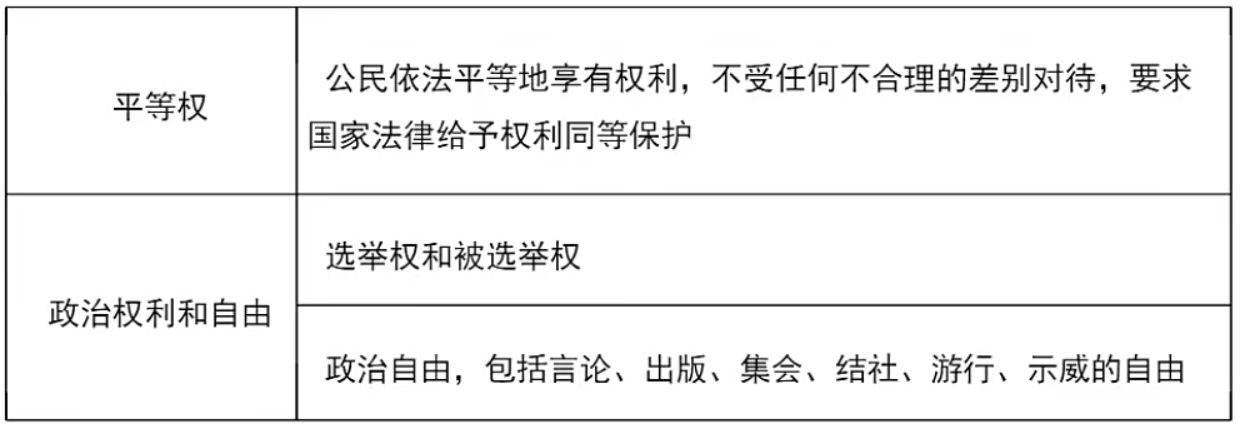 平等权
公民依法平等地享有权利，不受任何不合理的差别对待，要求
国家法律给予权利同等保护
政治权利和自由
选举权和被选举权
政治自由，包括言论、出版、集会、结社、游行、示威的自由